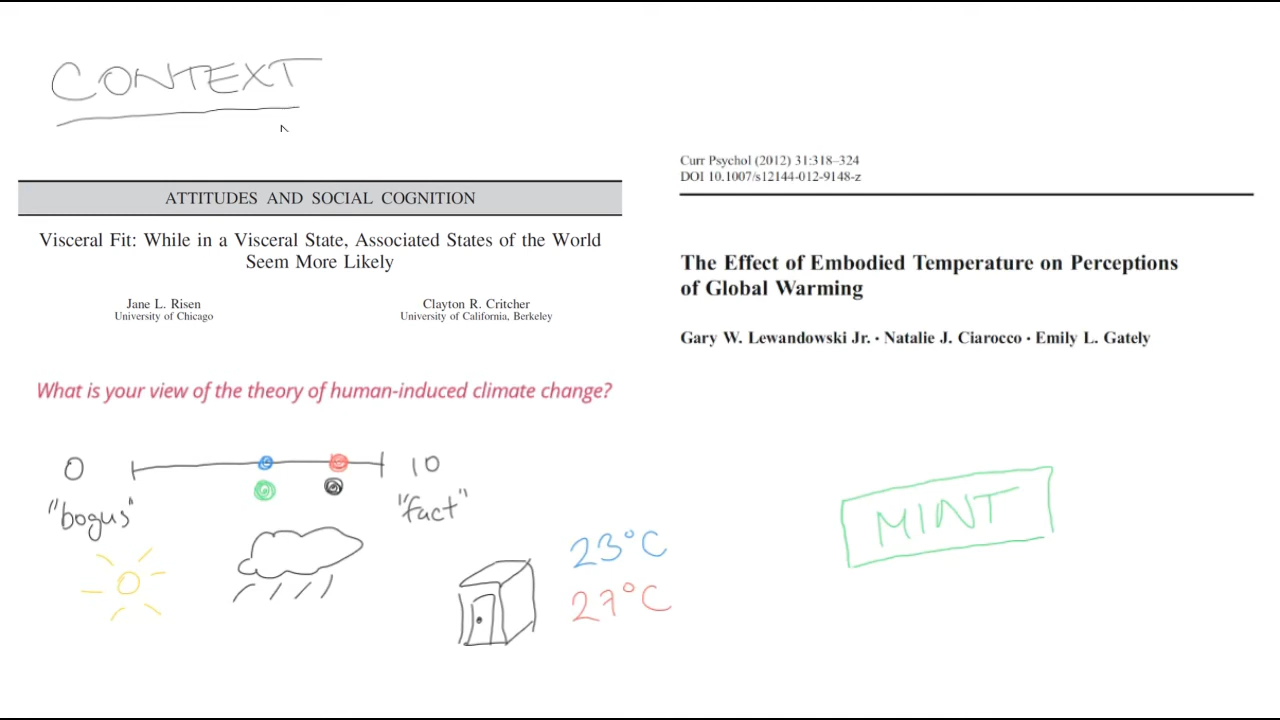 CONTEXT
ATTITUDES AND SOCIAL COGNITION
Visceral Fit: While in a Visceral State, Associated States of the World
Seem More Likely
Jane L. Risen
University of Chicago
Clayton R. Critcher
University of California, Berkeley
What is your view of the theory of human-induced climate change?
0
10
"bogus"
"fact"
23°C
27°C
Curr Psychol (2012) 31:318–324
DOI 10.1007/s12144-012-9148-z
The Effect of Embodied Temperature on Perceptions
of Global Warming
Gary W. Lewandowski Jr. · Natalie J. Ciarocco · Emily L. Gately
MINT